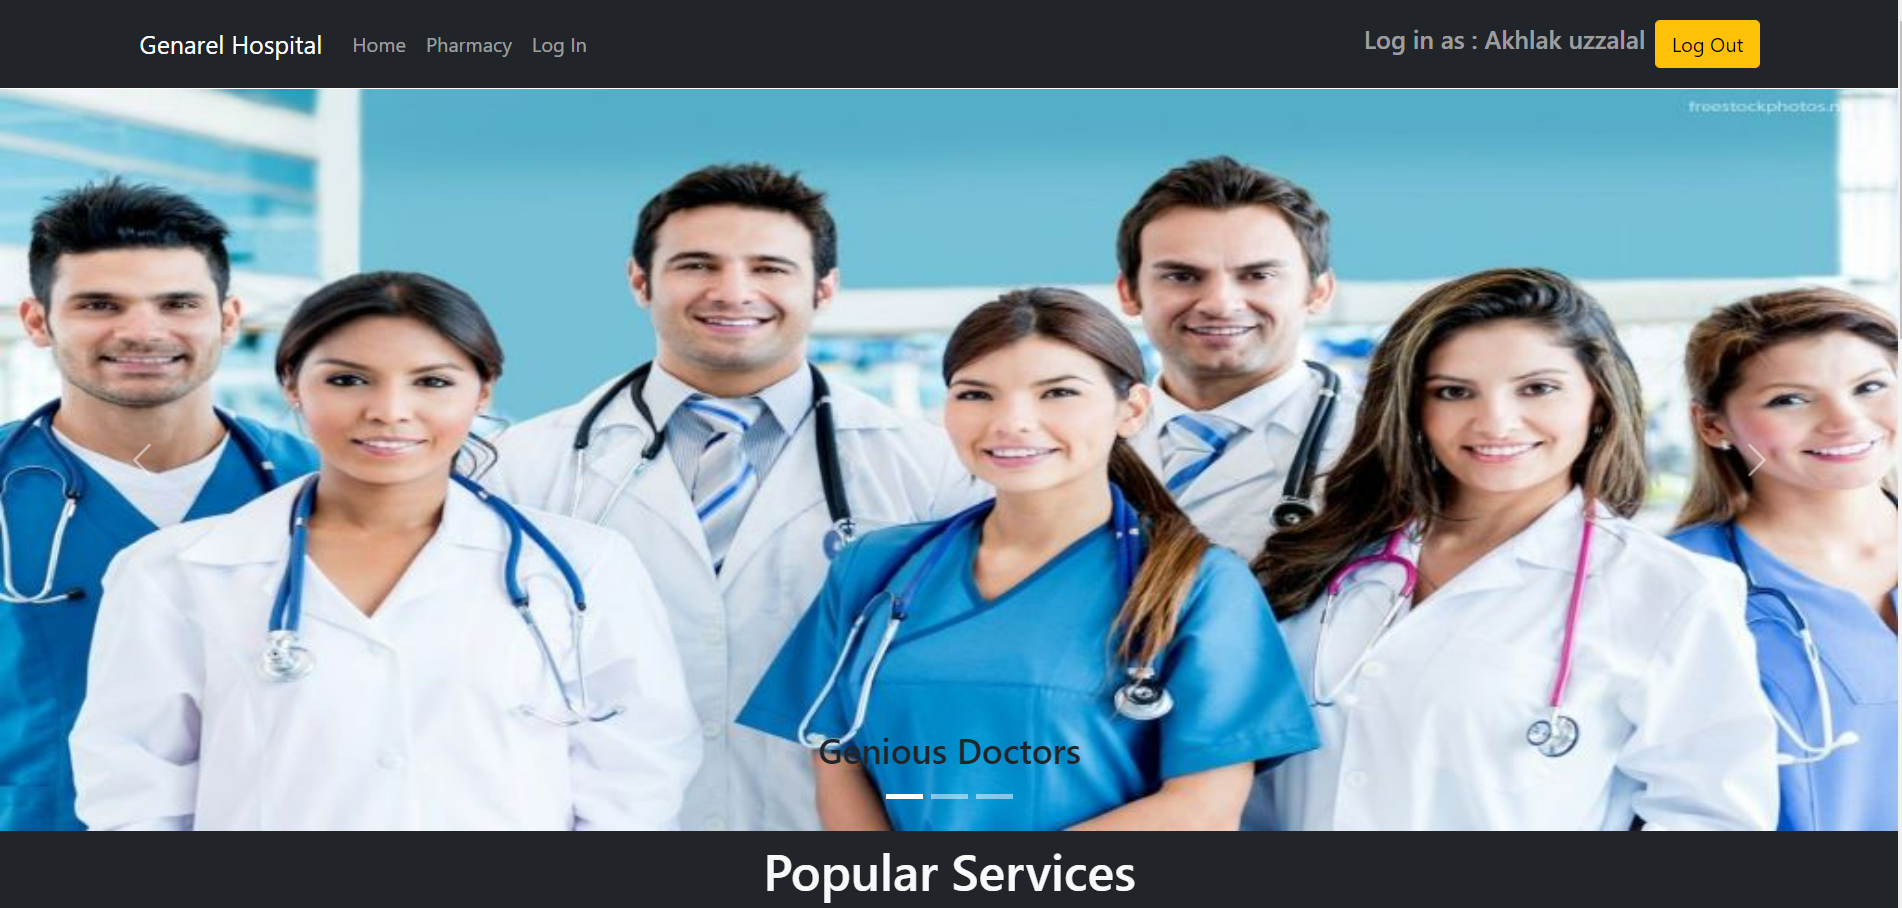 Genarel Hospital Home Pharmacy Log In Log in as : Akhlak uzzalal Log Out
freestockphotos.n
Genious Doctors
Popular Services